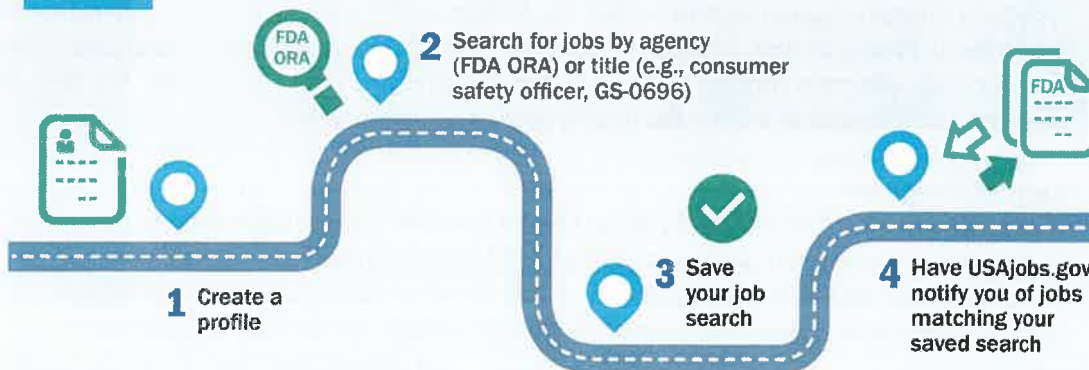 FDA
ORA
2 Search for jobs by agency
(FDA ORA) or title (e.g., consumer
safety officer, GS-0696)
FDA
1 Create a
profile
3 Save
your job
search
4 Have USAjobs.gov
notify you of jobs
matching your
saved search